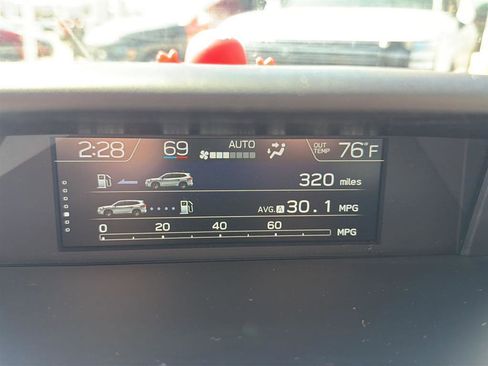 2:28 69 AUTO OUT TEMP 76°F
320 miles
AVG. A 30.1 MPG
0 20 40 60 MPG